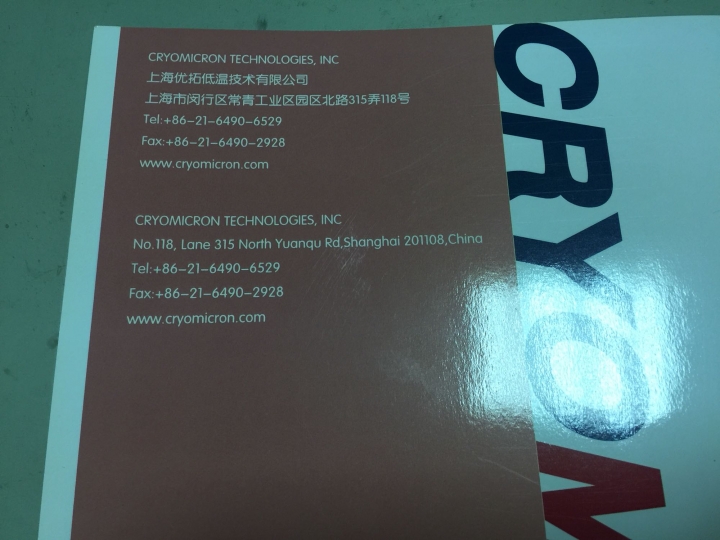 CRYOMICRON TECHNOLOGIES, INC
上海优拓低温技术有限公司
上海市闵行区常青工业区园区北路315弄118号
Tel:+86-21-6490-6529
Fax:+86-21-6490-2928
www.cryomicron.com
CRYOMICRON TECHNOLOGIES, INC
No.118, Lane 315 North Yuanqu Rd,Shanghai 201108,China
Tel:+86-21-6490-6529
Fax:+86-21-6490-2928
www.cryomicron.com
CRYOM